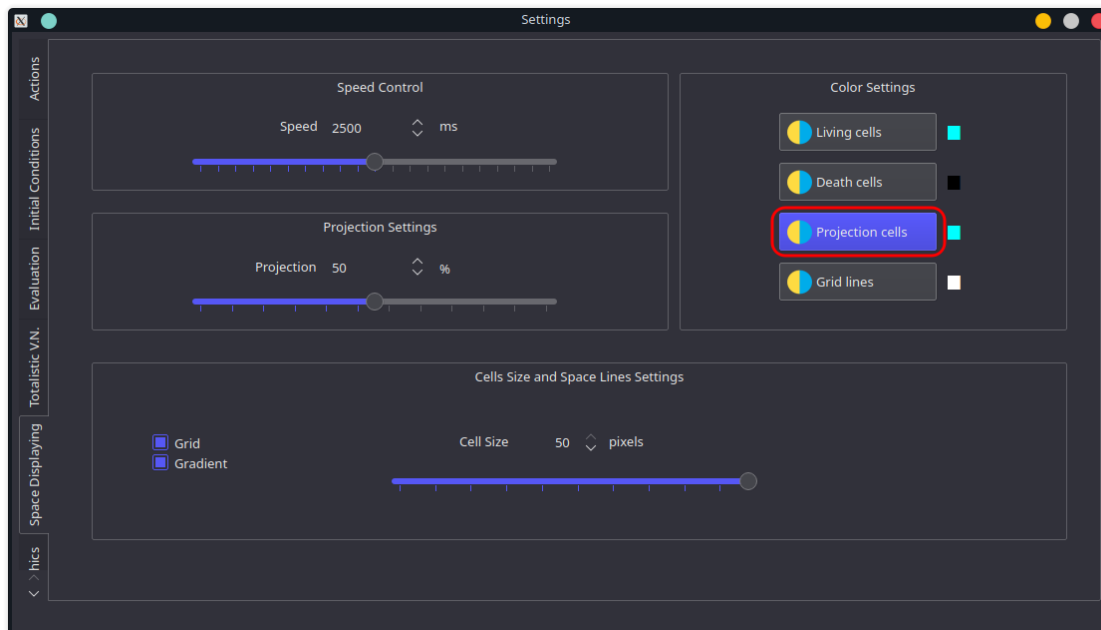 Settings
Actions
Initial Conditions
Evaluation
Totalistic V.N.
Space Displaying
hics
Speed Control
Speed 2500 ms
Projection Settings
Projection 50 %
Color Settings
Living cells
Death cells
Projection cells
Grid lines
Cells Size and Space Lines Settings
Grid
Gradient
Cell Size 50 pixels